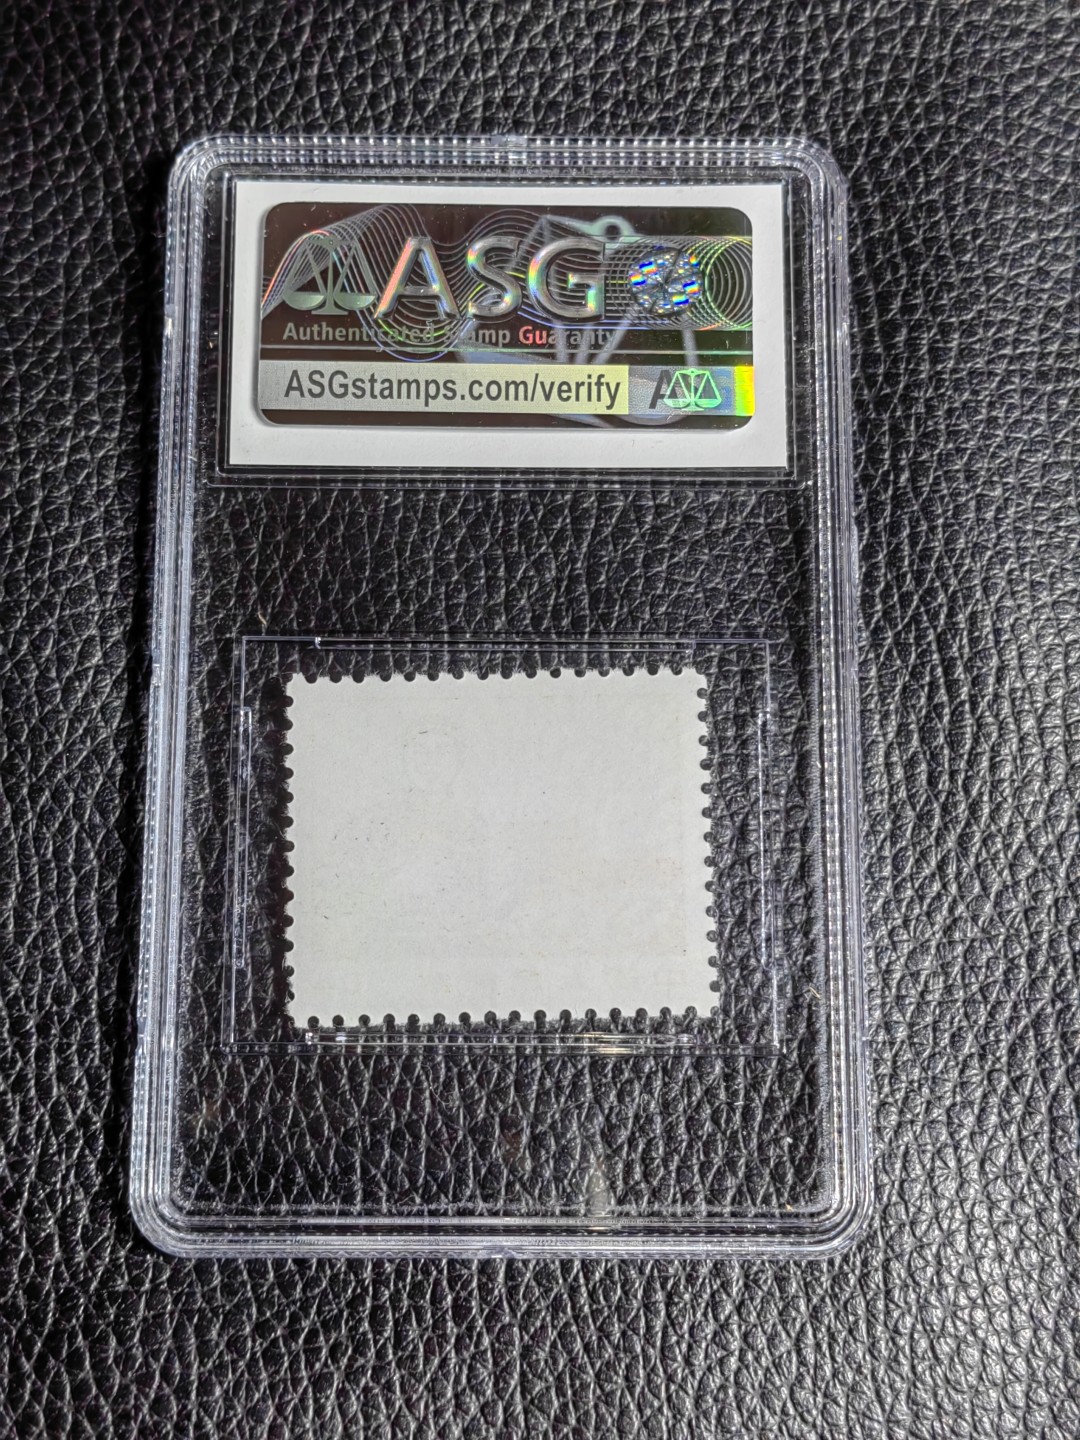 ASG
Authenticated Stamp Guaranty
ASGstamps.com/verify